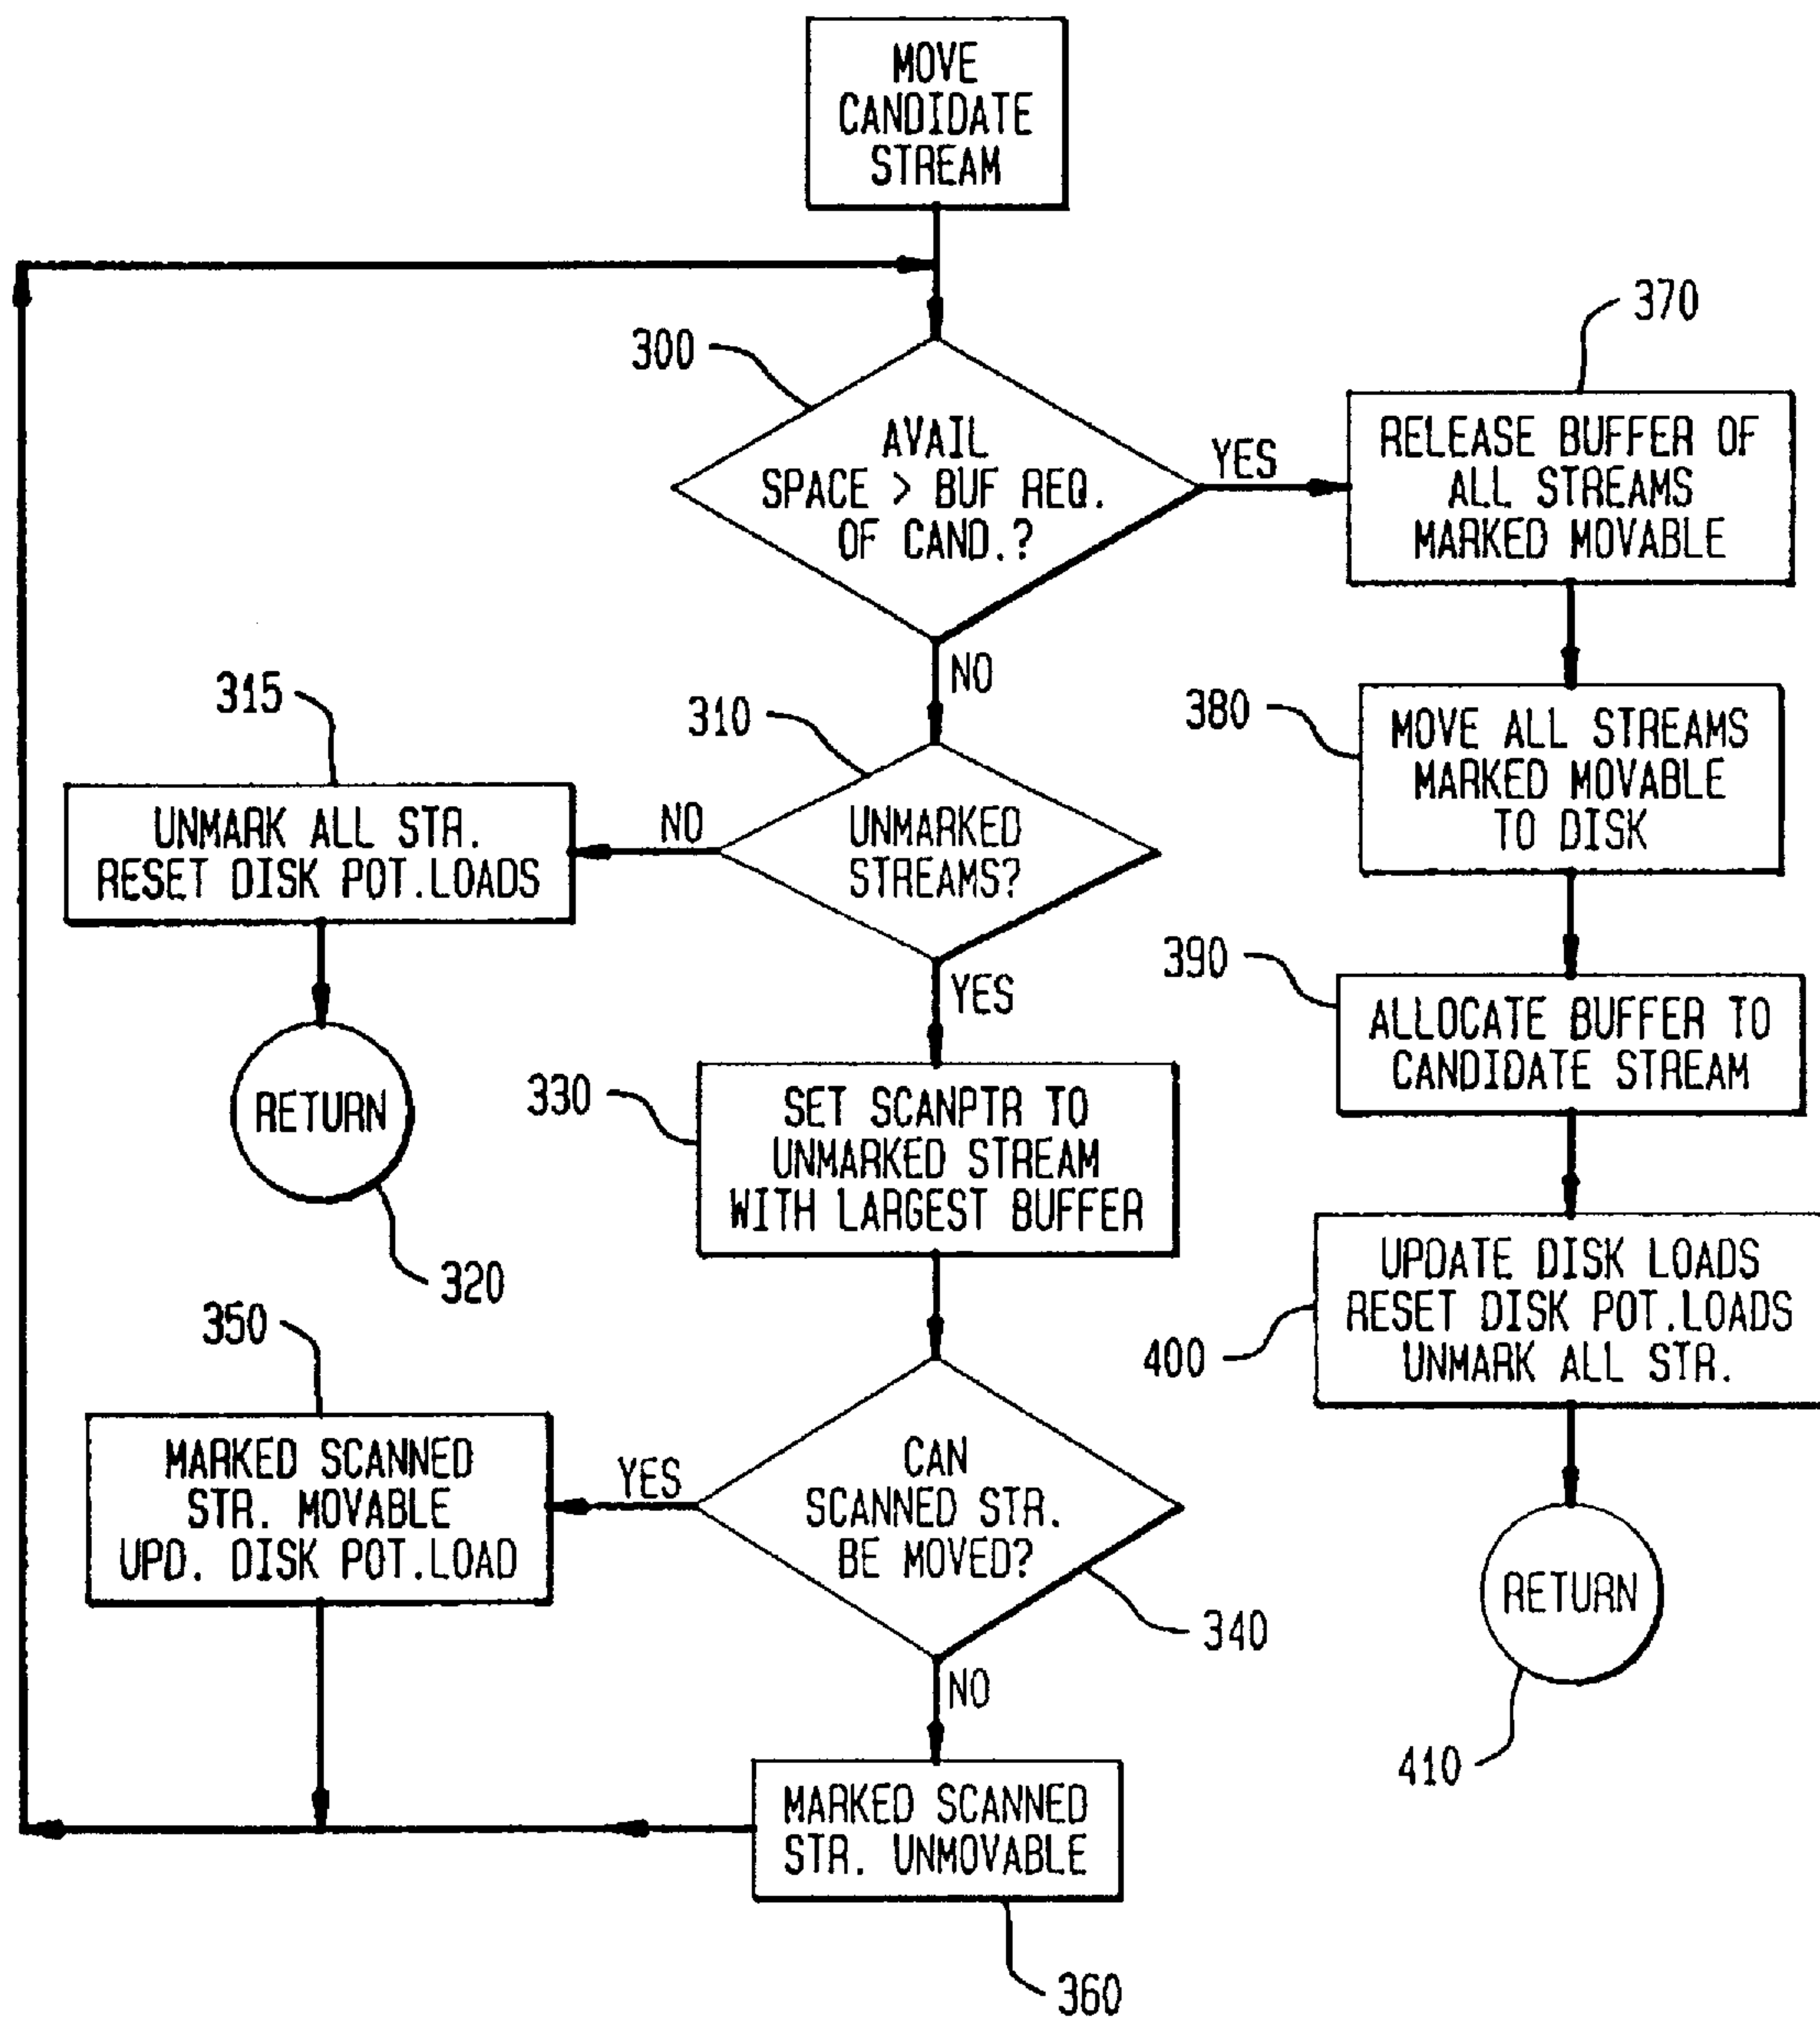 MOVE
CANDIDATE
STREAM
300
AVAIL
SPACE > BUF REQ.
OF CAND.?
YES
NO
370
RELEASE BUFFER OF
ALL STREAMS
MARKED MOVABLE
380
MOVE ALL STREAMS
MARKED MOVABLE
TO DISK
390
ALLOCATE BUFFER TO
CANDIDATE STREAM
400
UPDATE DISK LOADS
RESET DISK POT.LOADS
UNMARK ALL STR.
RETURN
410
310
UNMARKED
STREAMS?
NO
YES
315
UNMARK ALL STR.
RESET DISK POT.LOADS
RETURN
320
330
SET SCANPTR TO
UNMARKED STREAM
WITH LARGEST BUFFER
CAN
SCANNED STR.
BE MOVED?
340
YES
NO
350
MARKED SCANNED
STR. MOVABLE
UPD. DISK POT.LOAD
MARKED SCANNED
STR. UNMOVABLE
360